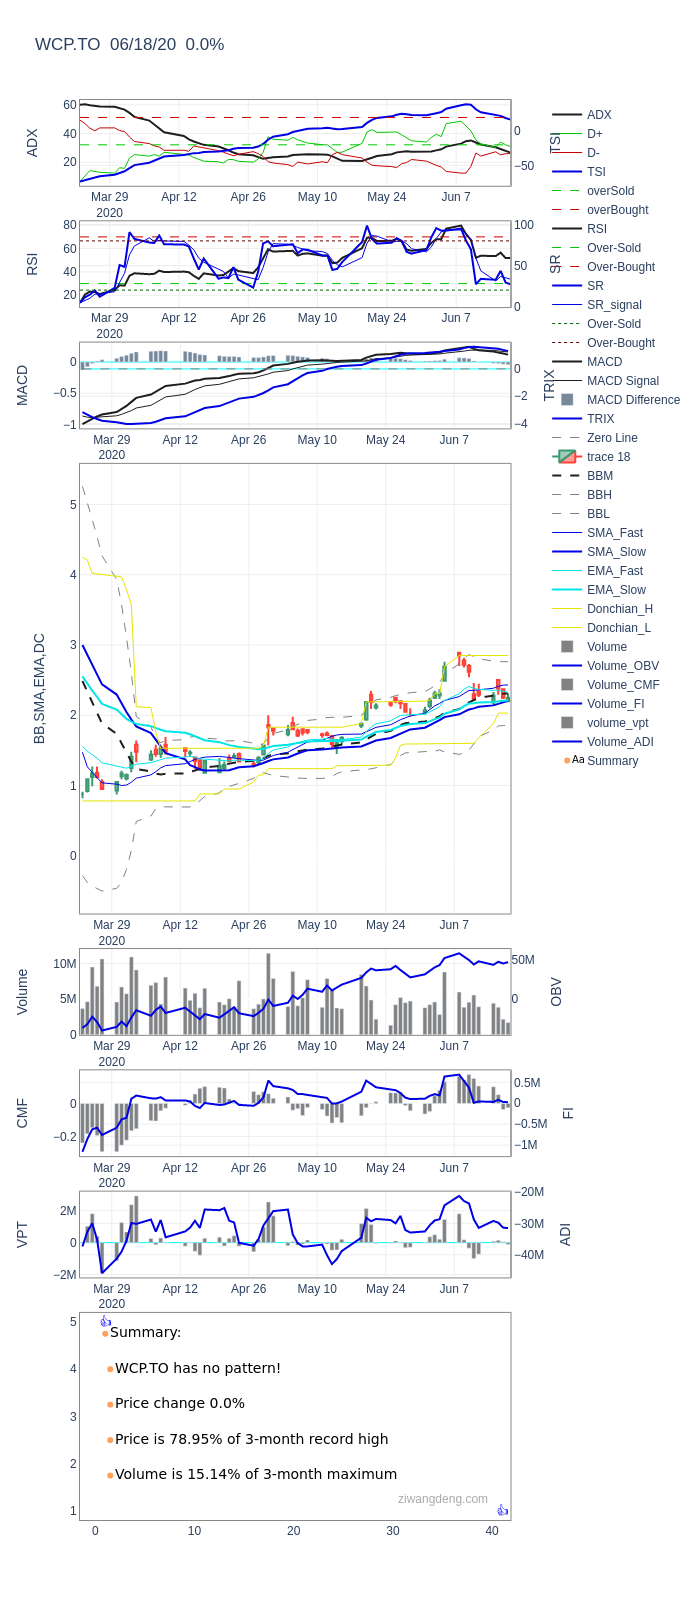 WCP.TO 06/18/20 0.0%
60
40
20
ADX
0
−50
TSI
Mar 29
2020
Apr 12
Apr 26
May 10
May 24
Jun 7
80
60
40
20
RSI
100
50
0
SR
Mar 29
2020
Apr 12
Apr 26
May 10
May 24
Jun 7
0
−0.5
−1
MACD
0
−2
−4
TRIX
Mar 29
2020
Apr 12
Apr 26
May 10
May 24
Jun 7
5
4
3
2
1
0
BB,SMA,EMA,DC
Mar 29
2020
Apr 12
Apr 26
May 10
May 24
Jun 7
10M
5M
0
Volume
50M
0
OBV
Mar 29
2020
Apr 12
Apr 26
May 10
May 24
Jun 7
0
−0.2
CMF
0.5M
0
−0.5M
−1M
FI
Mar 29
2020
Apr 12
Apr 26
May 10
May 24
Jun 7
2M
0
−2M
VPT
−20M
−30M
−40M
ADI
Mar 29
2020
Apr 12
Apr 26
May 10
May 24
Jun 7
5
4
3
2
1
👍
Summary:
WCP.TO has no pattern!
Price change 0.0%
Price is 78.95% of 3-month record high
Volume is 15.14% of 3-month maximum
ziwangdeng.com
👍
0
10
20
30
40
ADX
D+
D-
TSI
overSold
overBought
RSI
Over-Sold
Over-Bought
SR
SR_signal
Over-Sold
Over-Bought
MACD
MACD Signal
MACD Difference
TRIX
Zero Line
trace 18
BBM
BBH
BBL
SMA_Fast
SMA_Slow
EMA_Fast
EMA_Slow
Donchian_H
Donchian_L
Volume
Volume_OBV
Volume_CMF
Volume_FI
volume_vpt
Volume_ADI
Aa Summary